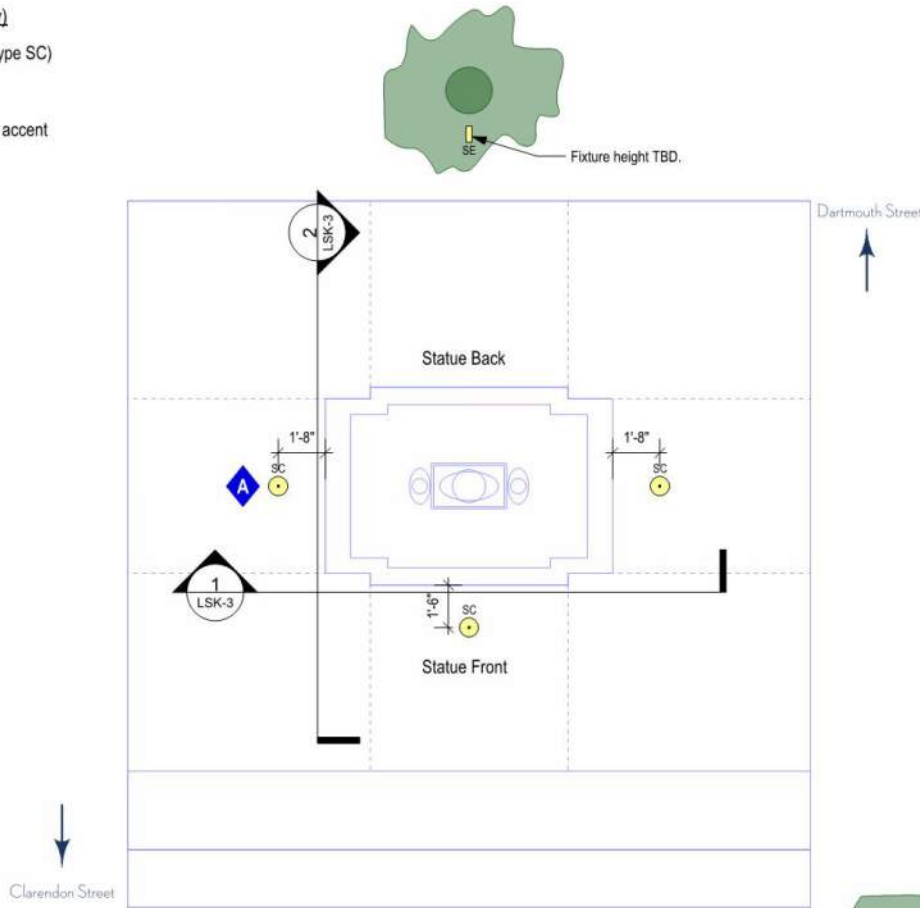 ype SC)
accent
SE
Fixture height TBD.
Dartmouth Street
2
LSK-3
Statue Back
1'-8"
1'-8"
SC
SC
A
1
LSK-3
1'-6"
SC
Statue Front
Clarendon Street